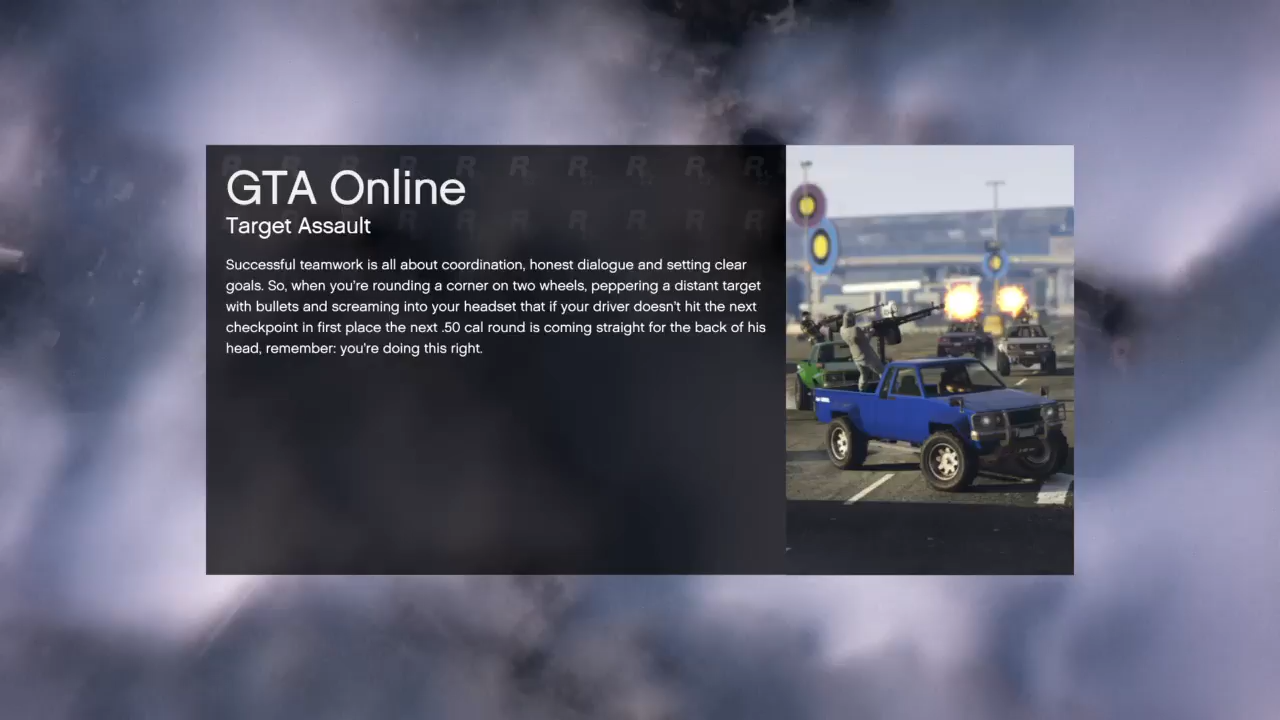 GTA Online
Target Assault
Successful teamwork is all about coordination, honest dialogue and setting clear
goals. So, when you're rounding a corner on two wheels, peppering a distant target
with bullets and screaming into your headset that if your driver doesn't hit the next
checkpoint in first place the next .50 cal round is coming straight for the back of his
head, remember: you're doing this right.